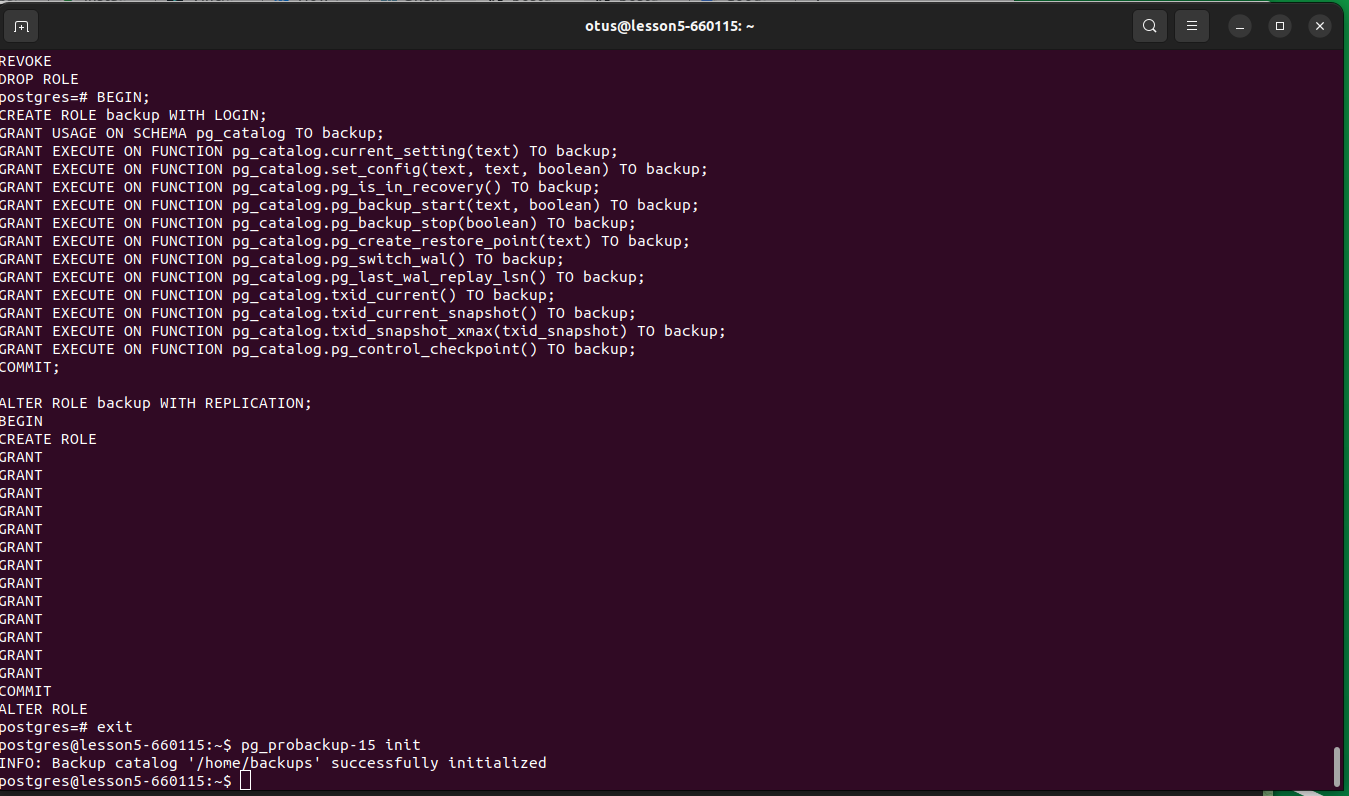 otus@lesson5-660115: ~
REVOKE
DROP ROLE
postgres=# BEGIN;
CREATE ROLE backup WITH LOGIN;
GRANT USAGE ON SCHEMA pg_catalog TO backup;
GRANT EXECUTE ON FUNCTION pg_catalog.current_setting(text) TO backup;
GRANT EXECUTE ON FUNCTION pg_catalog.set_config(text, text, boolean) TO backup;
GRANT EXECUTE ON FUNCTION pg_catalog.pg_is_in_recovery() TO backup;
GRANT EXECUTE ON FUNCTION pg_catalog.pg_backup_start(text, boolean) TO backup;
GRANT EXECUTE ON FUNCTION pg_catalog.pg_backup_stop(boolean) TO backup;
GRANT EXECUTE ON FUNCTION pg_catalog.pg_create_restore_point(text) TO backup;
GRANT EXECUTE ON FUNCTION pg_catalog.pg_switch_wal() TO backup;
GRANT EXECUTE ON FUNCTION pg_catalog.pg_last_wal_replay_lsn() TO backup;
GRANT EXECUTE ON FUNCTION pg_catalog.txid_current() TO backup;
GRANT EXECUTE ON FUNCTION pg_catalog.txid_current_snapshot() TO backup;
GRANT EXECUTE ON FUNCTION pg_catalog.txid_snapshot_xmax(txid_snapshot) TO backup;
GRANT EXECUTE ON FUNCTION pg_catalog.pg_control_checkpoint() TO backup;
COMMIT;
ALTER ROLE backup WITH REPLICATION;
BEGIN
CREATE ROLE
GRANT
GRANT
GRANT
GRANT
GRANT
GRANT
GRANT
GRANT
GRANT
GRANT
GRANT
GRANT
GRANT
COMMIT
ALTER ROLE
postgres=# exit
postgres@lesson5-660115:~$ pg_probackup-15 init
INFO: Backup catalog '/home/backups' successfully initialized
postgres@lesson5-660115:~$